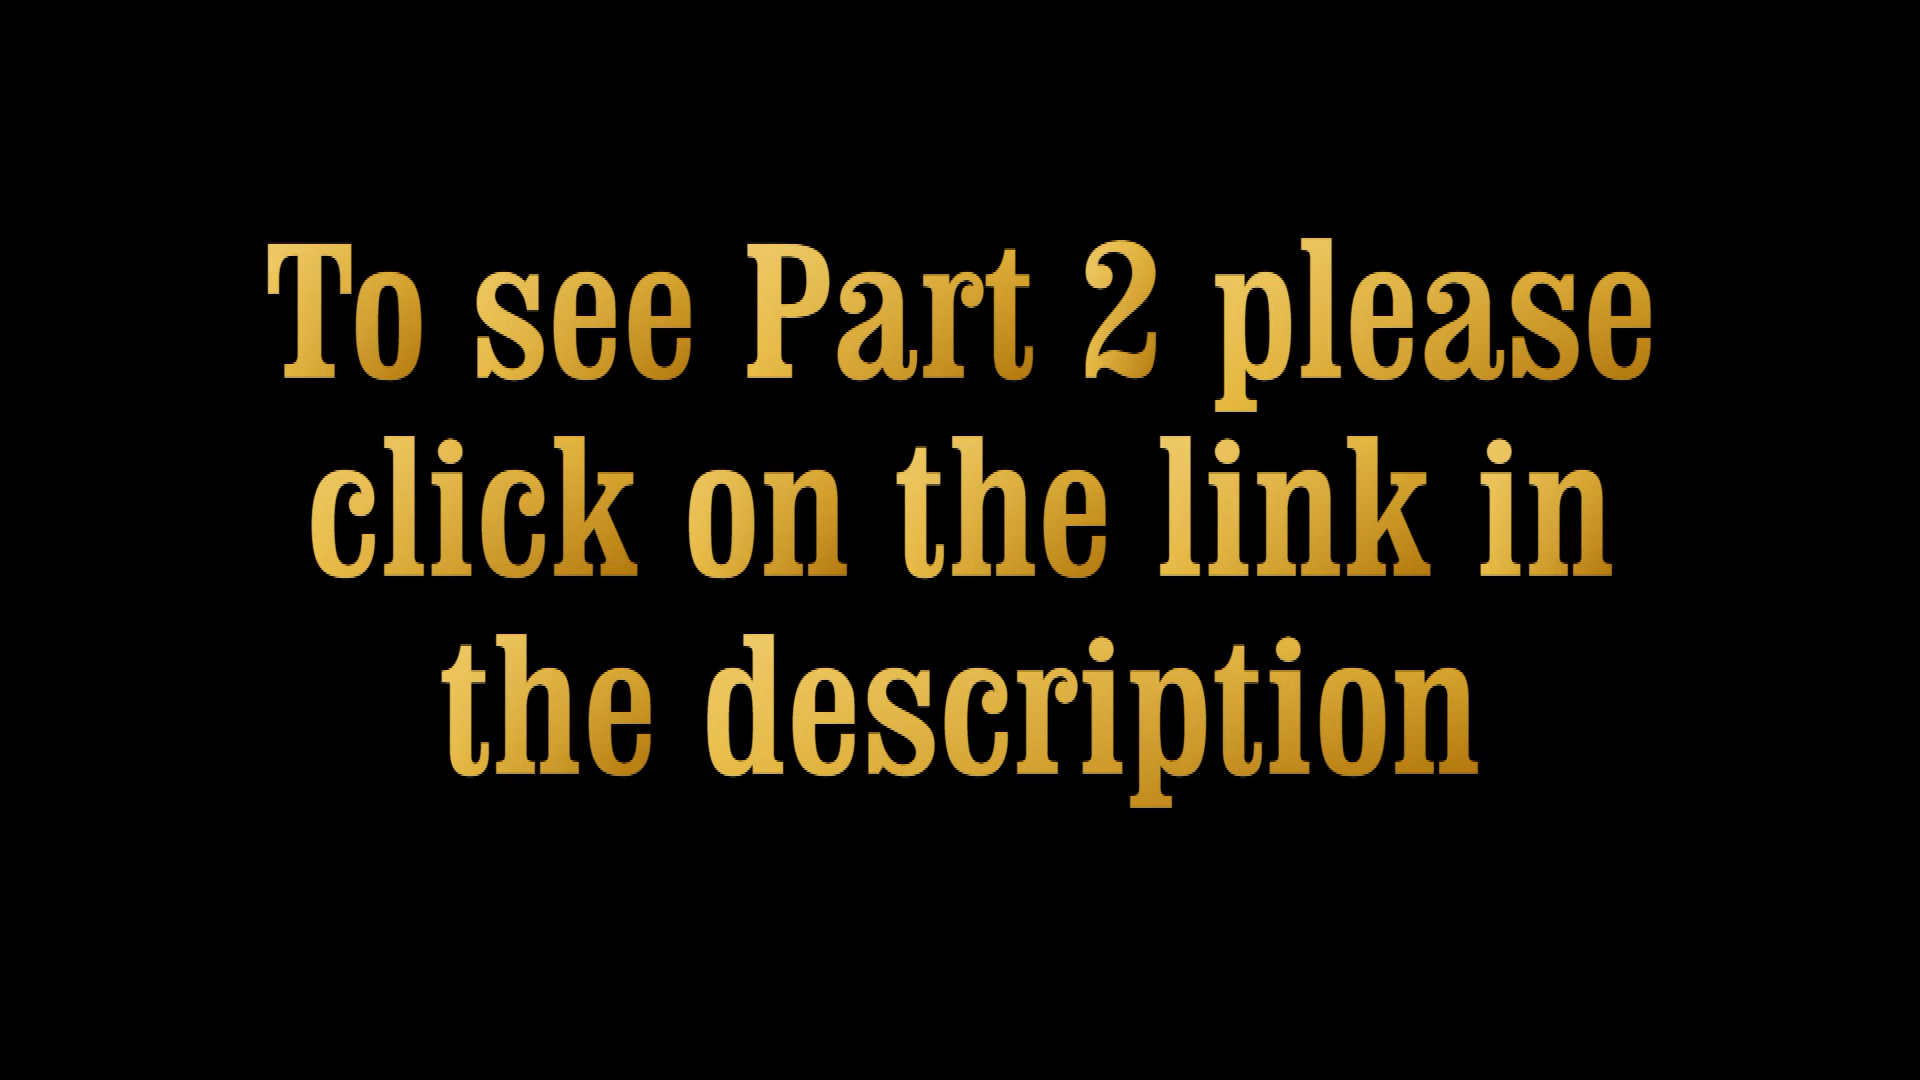 To see Part 2 please
click on the link in
the description